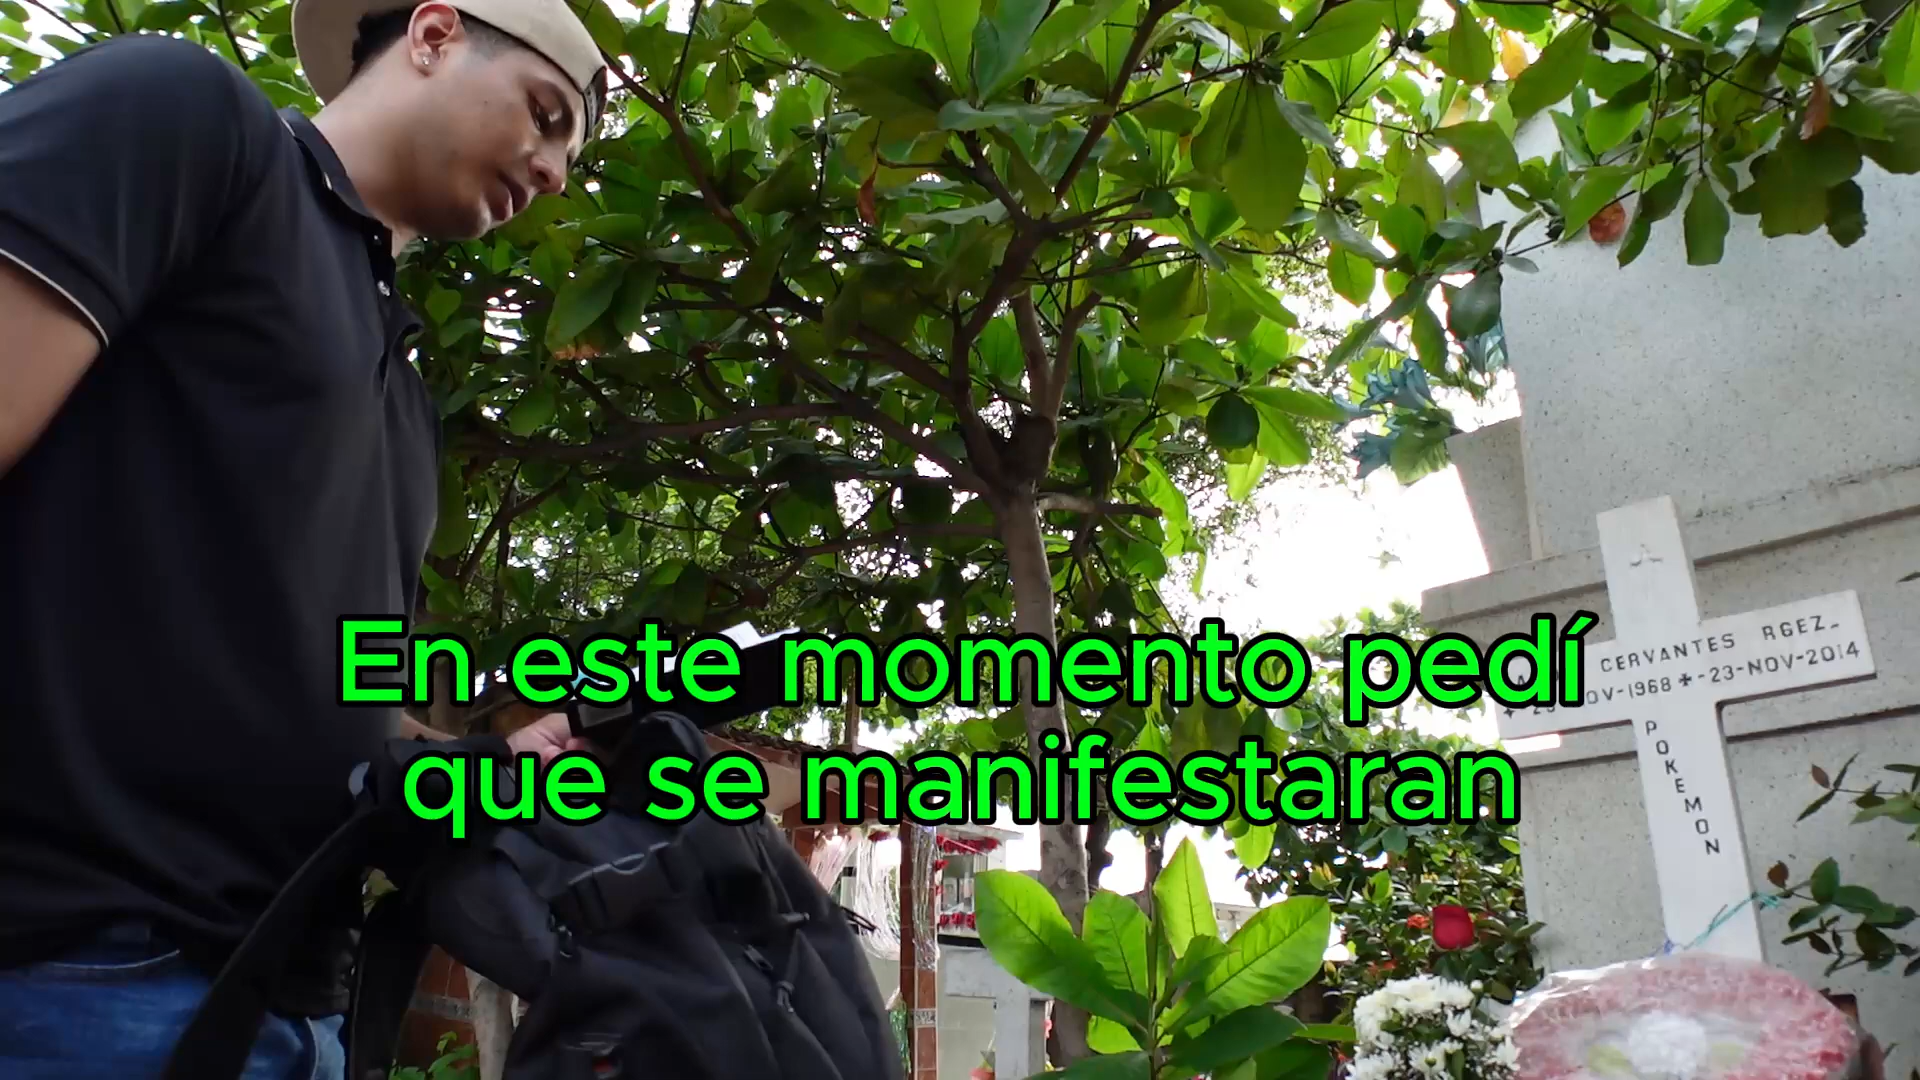 En este momento pedí
que se manifestaran
CERVANTES RGEZ.
OV-1968 ✝-23-NOV-2014
POKEMON